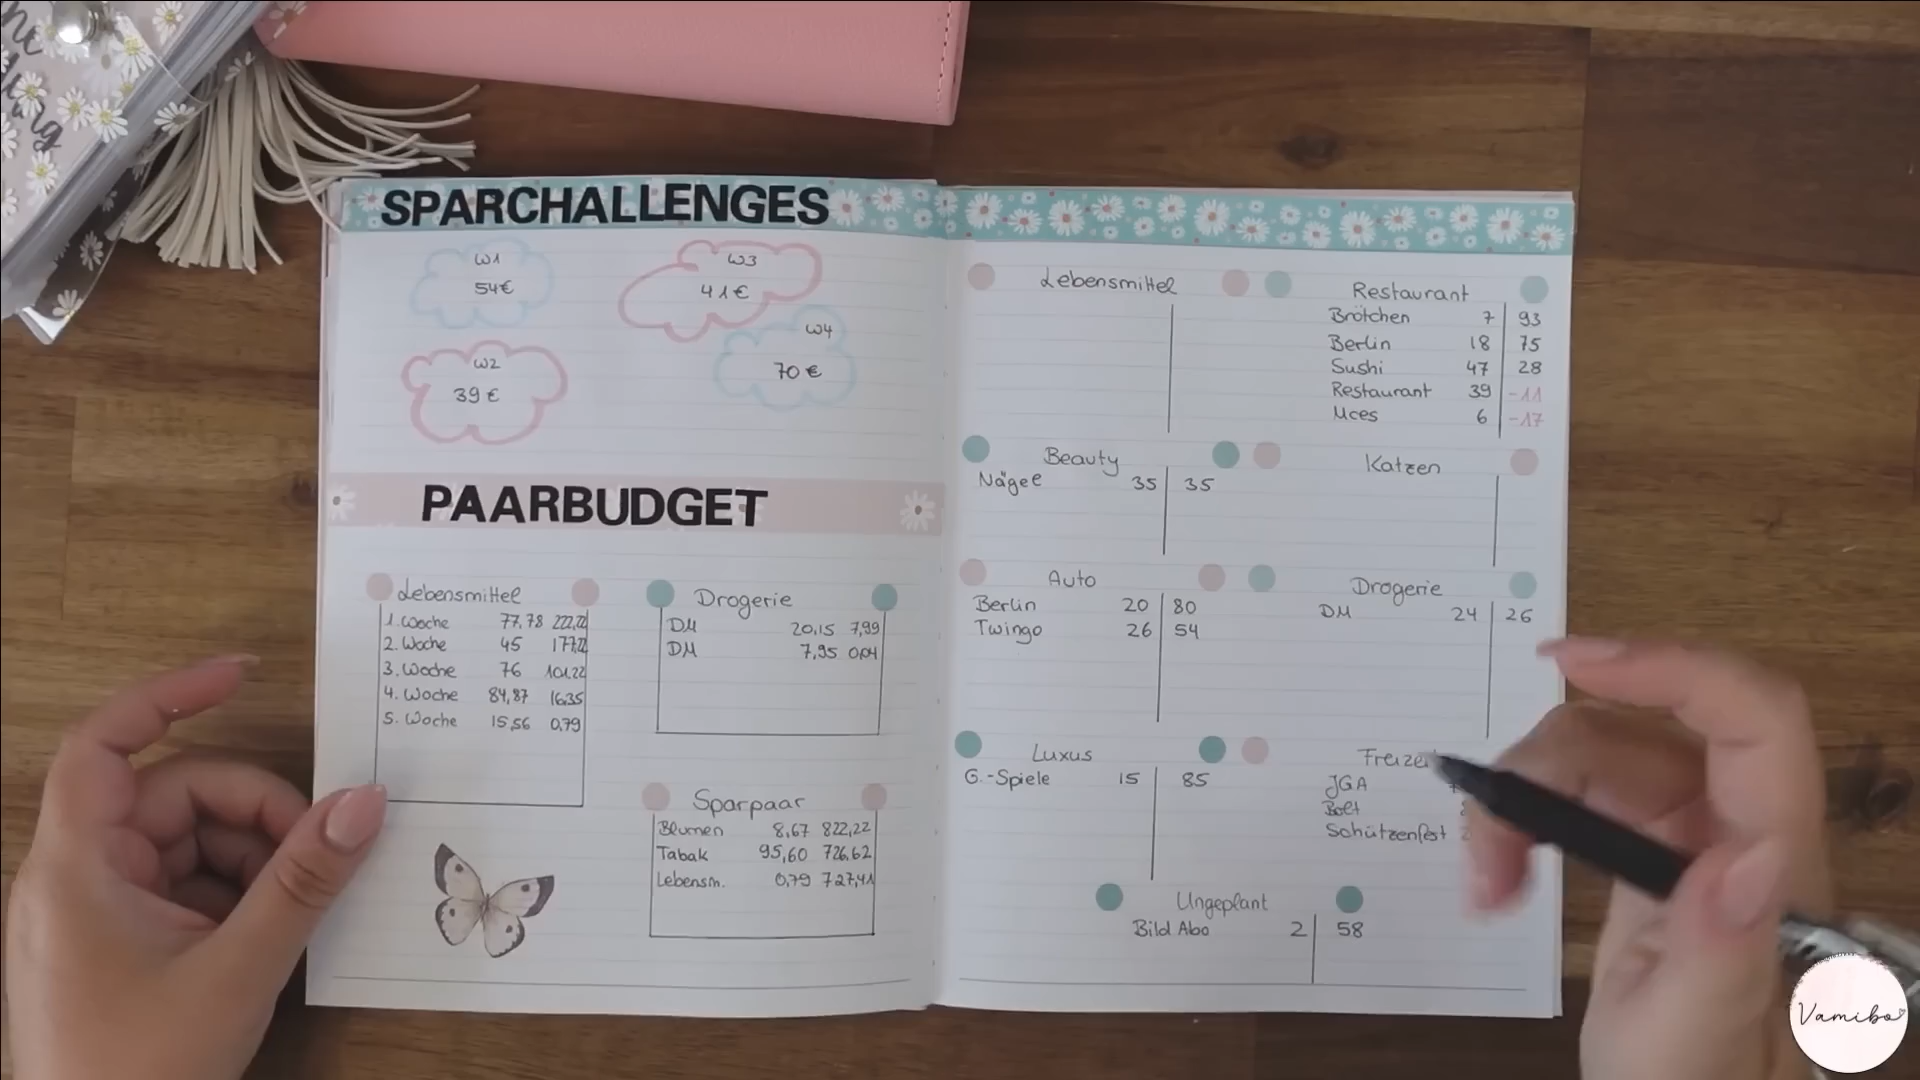 SPARCHALLENGES
W1
54€
W3
41€
W4
70€
W2
39€
PAARBUDGET
Lebensmittel
1. Woche 77,78 222,22
2. Woche 45 177,22
3. Woche 76 101,22
4. Woche 84,87 16,35
5. Woche 15,56 0,79
Drogerie
DM 20,15 7,99
DM 7,95 0,04
Sparpaar
Blumen 8,67 822,22
Tabak 95,60 726,62
Lebensm. 0,79 727,41
Lebensmittel
Restaurant
Brötchen 7 93
Berlin 18 75
Sushi 47 28
Restaurant 39 -11
Mces 6 -17
Beauty
Nägel 35 35
Katzen
Auto
Berlin 20 80
Twingo 26 54
Drogerie
DM 24 26
Luxus
G.-Spiele 15 85
JGA
Bolt
Schützenfest
Ungeplant
Bild Abo 2 58
Vamibo